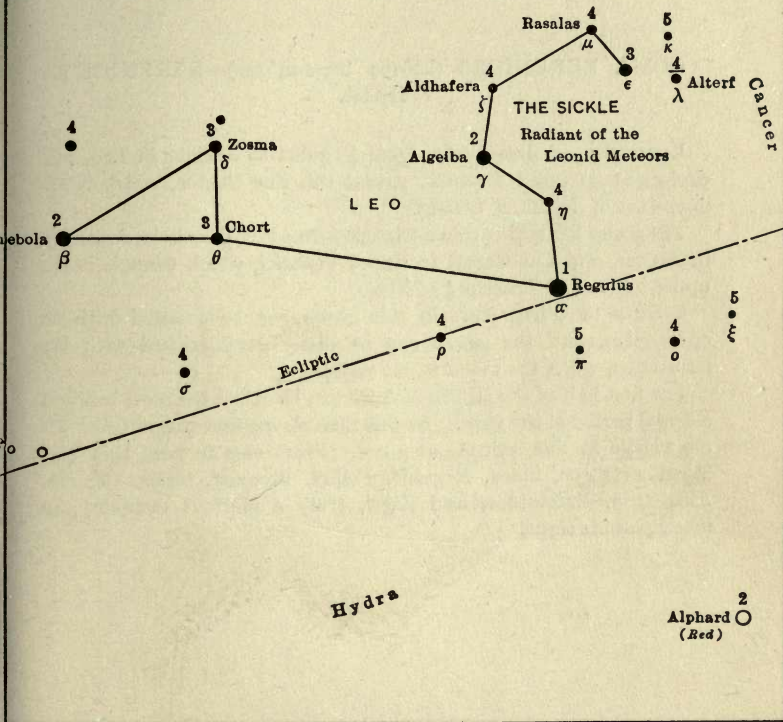 4
Rasalas
μ
5
κ
3
ϵ
4
λ
Alterf
Cancer
4
Aldhafera
ζ
THE SICKLE
Radiant of the
Leonid Meteors
2
Algeiba
γ
4
3
Zosma
δ
4
η
LEO
2
nebola
β
3
Chort
θ
1
Regulus
α
4
ρ
5
π
4
ο
5
ξ
Ecliptic
4
σ
Hydra
2
Alphard
(Red)